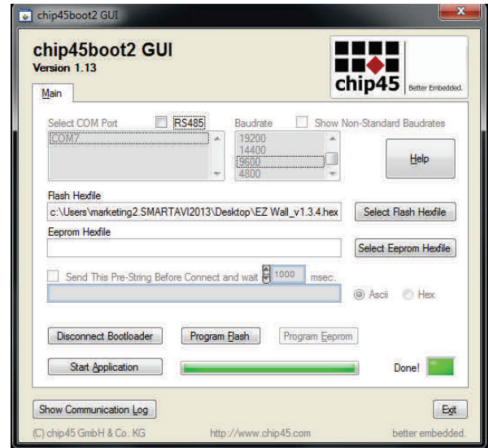 chip45boot2 GUI
chip45boot2 GUI
Version 1.13
chip45
Better Embedded.
Main
Select COM Port
RS485
Baudrate
Show Non-Standard Baudrates
COM7
19200
14400
9600
4800
Help
Flash Hexfile
c:\Users\marketing2.SMARTAVI2013\Desktop\EZ Wall_v1.3.4.hex
Select Flash Hexfile
Eeprom Hexfile
Select Eeprom Hexfile
Send This Pre-String Before Connect and wait 1000 msec.
Ascii
Hex
Disconnect Bootloader
Program Flash
Program Eeprom
Start Application
Done!
Show Communication Log
Exit
(C) chip45 GmbH & Co. KG
http://www.chip45.com
better embedded.